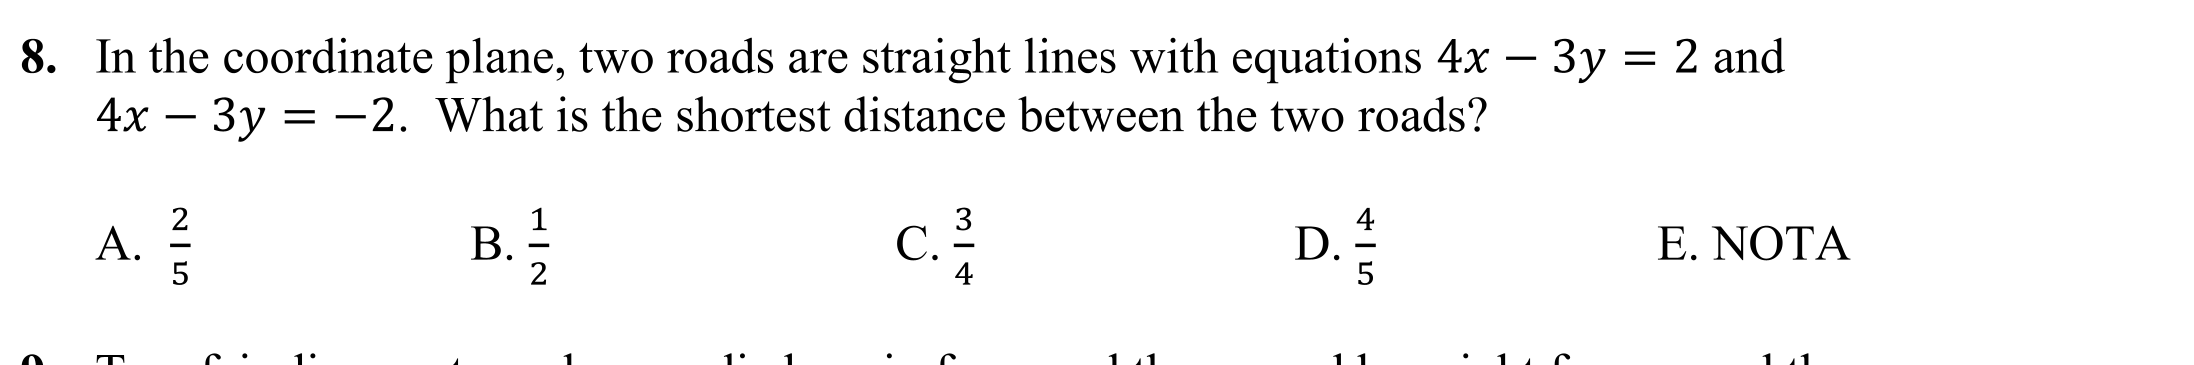 8. In the coordinate plane, two roads are straight lines with equations 4x − 3y = 2 and
4x − 3y = −2. What is the shortest distance between the two roads?
A. 2/5 B. 1/2 C. 3/4 D. 4/5 E. NOTA